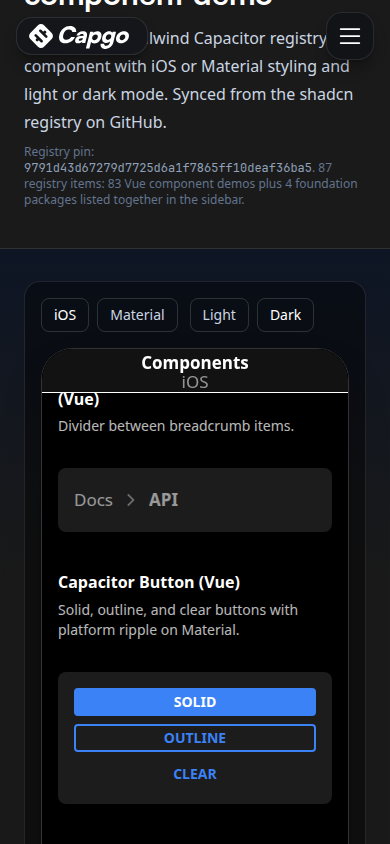 component demo
Capgo
lwind Capacitor registry
component with iOS or Material styling and
light or dark mode. Synced from the shadcn
registry on GitHub.
Registry pin:
9791d43d67279d7725d6a1f7865ff10deaf36ba5. 87
registry items: 83 Vue component demos plus 4 foundation
packages listed together in the sidebar.
iOS
Material
Light
Dark
Components
iOS
(Vue)
Divider between breadcrumb items.
Docs
API
Capacitor Button (Vue)
Solid, outline, and clear buttons with
platform ripple on Material.
SOLID
OUTLINE
CLEAR